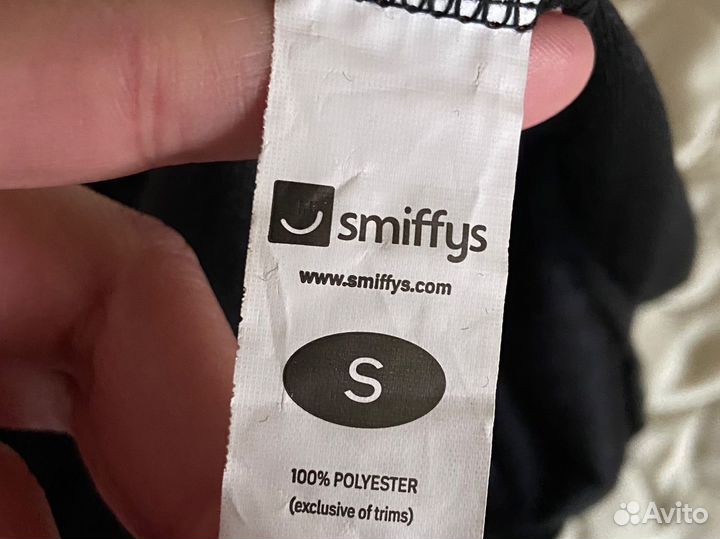 smiffys
www.smiffys.com
S
100% POLYESTER
(exclusive of trims)
Avito